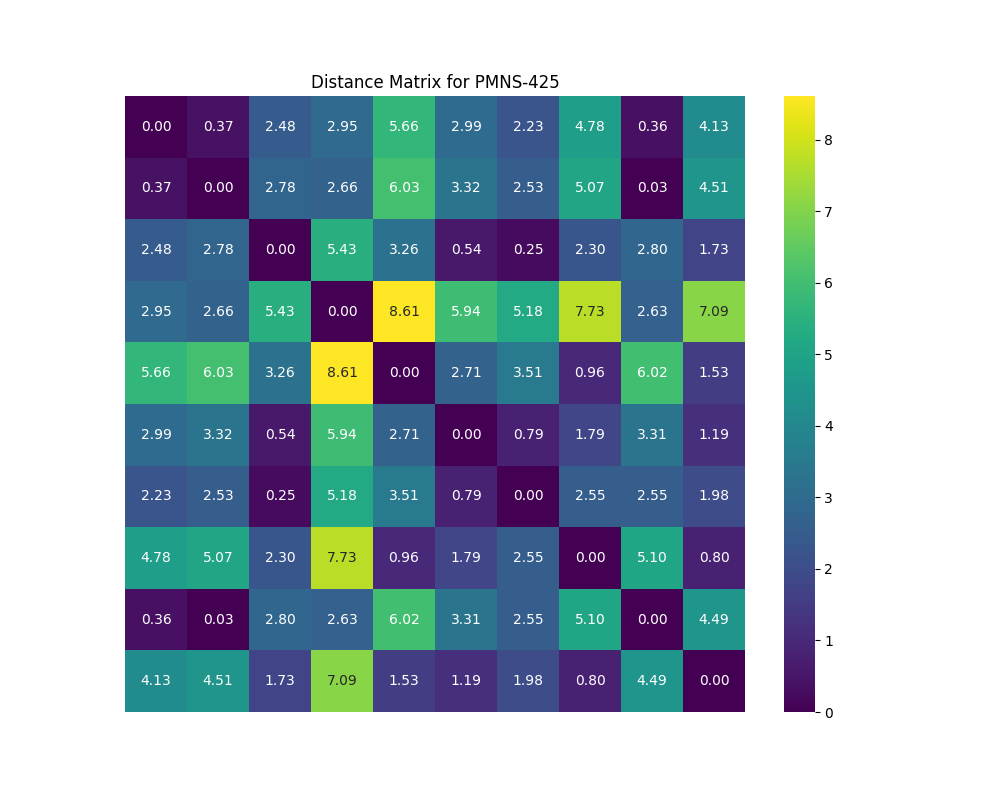 Distance Matrix for PMNS-425
0.00 0.37 2.48 2.95 5.66 2.99 2.23 4.78 0.36 4.13
0.37 0.00 2.78 2.66 6.03 3.32 2.53 5.07 0.03 4.51
2.48 2.78 0.00 5.43 3.26 0.54 0.25 2.30 2.80 1.73
2.95 2.66 5.43 0.00 8.61 5.94 5.18 7.73 2.63 7.09
5.66 6.03 3.26 8.61 0.00 2.71 3.51 0.96 6.02 1.53
2.99 3.32 0.54 5.94 2.71 0.00 0.79 1.79 3.31 1.19
2.23 2.53 0.25 5.18 3.51 0.79 0.00 2.55 2.55 1.98
4.78 5.07 2.30 7.73 0.96 1.79 2.55 0.00 5.10 0.80
0.36 0.03 2.80 2.63 6.02 3.31 2.55 5.10 0.00 4.49
4.13 4.51 1.73 7.09 1.53 1.19 1.98 0.80 4.49 0.00
8
7
6
5
4
3
2
1
0